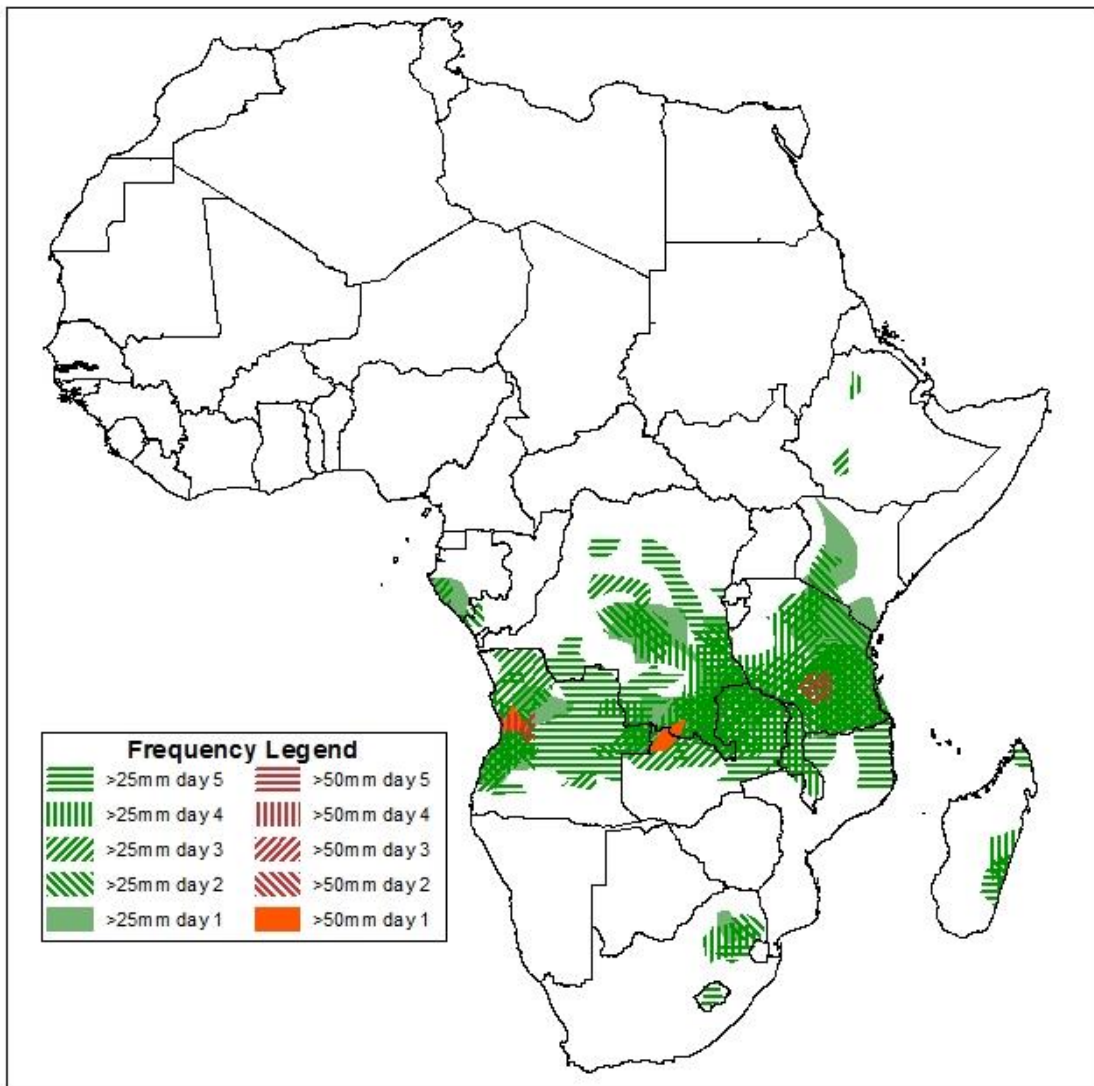 Frequency Legend
>25mm day 5 >50mm day 5
>25mm day 4 >50mm day 4
>25mm day 3 >50mm day 3
>25mm day 2 >50mm day 2
>25mm day 1 >50mm day 1